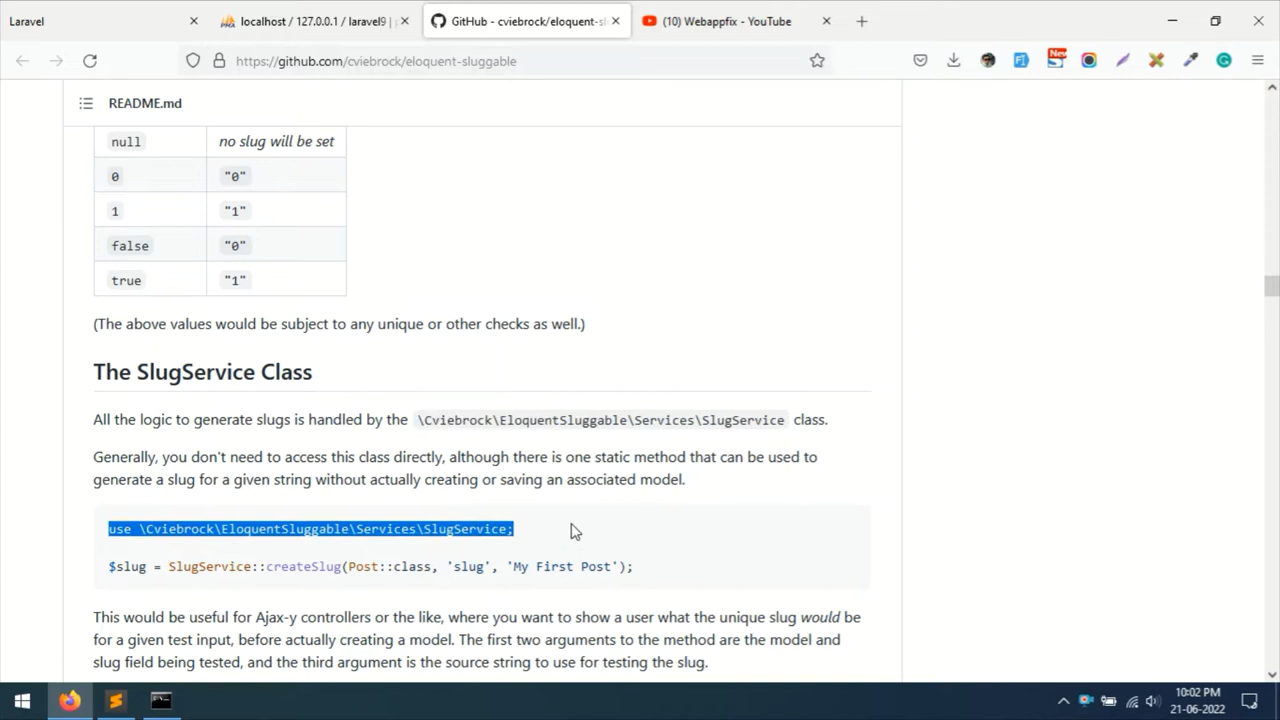 Laravel
localhost / 127.0.0.1 / laravel9 |
GitHub - cviebrock/eloquent-sl
(10) Webappfix - YouTube
https://github.com/cviebrock/eloquent-sluggable
New
README.md
null no slug will be set
0 "0"
1 "1"
false "0"
true "1"
(The above values would be subject to any unique or other checks as well.)
The SlugService Class
All the logic to generate slugs is handled by the \Cviebrock\EloquentSluggable\Services\SlugService class.
Generally, you don't need to access this class directly, although there is one static method that can be used to
generate a slug for a given string without actually creating or saving an associated model.
use \Cviebrock\EloquentSluggable\Services\SlugService;
$slug = SlugService::createSlug(Post::class, 'slug', 'My First Post');
This would be useful for Ajax-y controllers or the like, where you want to show a user what the unique slug would be
for a given test input, before actually creating a model. The first two arguments to the method are the model and
slug field being tested, and the third argument is the source string to use for testing the slug.
10:02 PM
21-06-2022